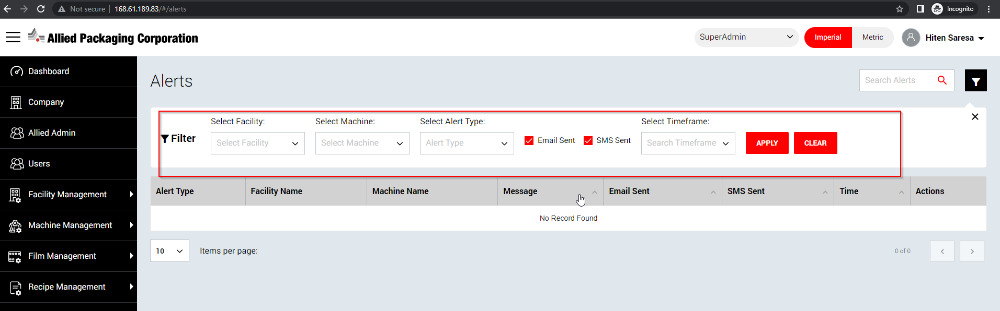 Not secure 168.61.189.83/#/alerts Incognito
Allied Packaging Corporation SuperAdmin Imperial Metric Hiten Saresa
Dashboard
Company
Allied Admin
Users
Facility Management
Machine Management
Film Management
Recipe Management
Alerts Search Alerts
Filter
Select Facility: Select Machine: Select Alert Type: Select Timeframe:
Select Facility Select Machine Alert Type Email Sent SMS Sent Search Timeframe APPLY CLEAR
Alert Type Facility Name Machine Name Message Email Sent SMS Sent Time Actions
No Record Found
10 Items per page: 0 of 0